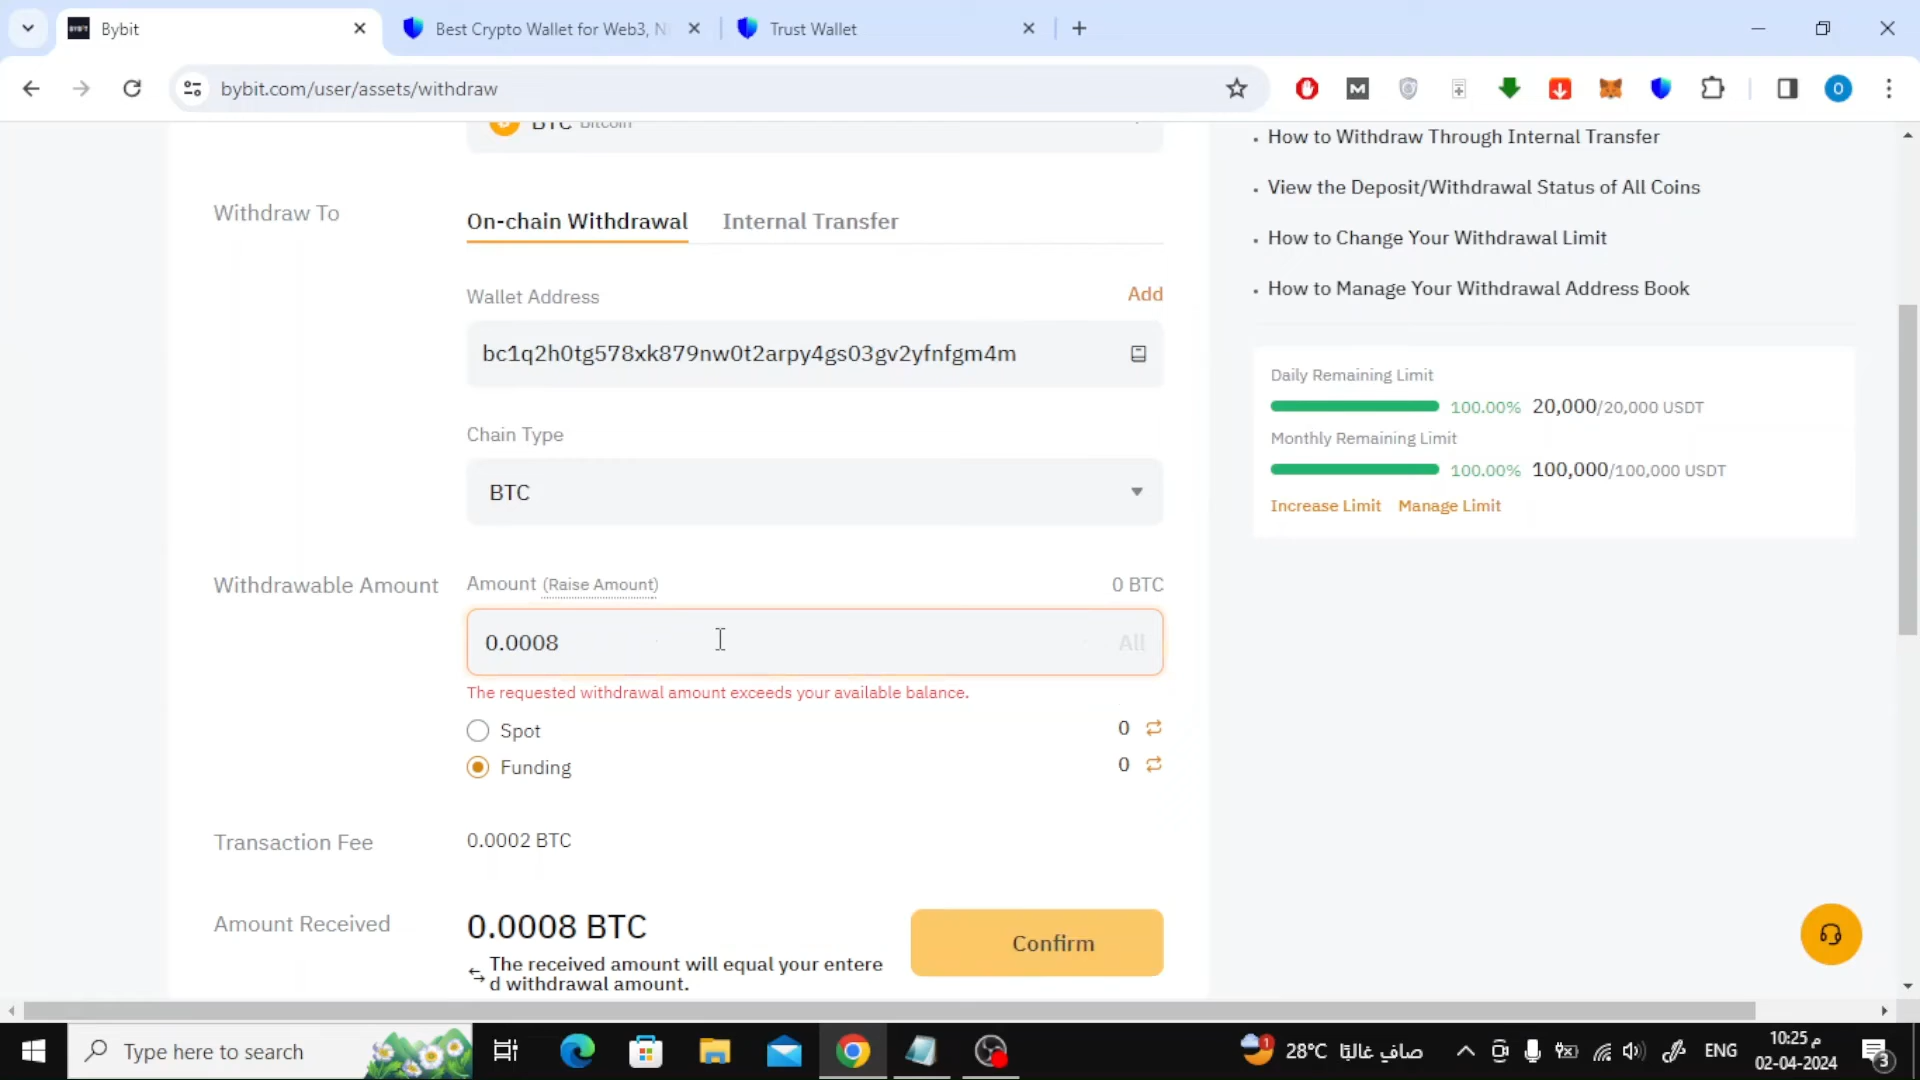 Bybit
Best Crypto Wallet for Web3, N
Trust Wallet
bybit.com/user/assets/withdraw
BTC Bitcoin
How to Withdraw Through Internal Transfer
View the Deposit/Withdrawal Status of All Coins
How to Change Your Withdrawal Limit
How to Manage Your Withdrawal Address Book
Withdraw To
On-chain Withdrawal
Internal Transfer
Wallet Address
Add
bc1q2h0tg578xk879nw0t2arpy4gs03gv2yfnfgm4m
Chain Type
BTC
Daily Remaining Limit
100.00% 20,000/20,000 USDT
Monthly Remaining Limit
100.00% 100,000/100,000 USDT
Increase Limit Manage Limit
Withdrawable Amount
Amount (Raise Amount)
0 BTC
0.0008
All
The requested withdrawal amount exceeds your available balance.
Spot
0
Funding
0
Transaction Fee
0.0002 BTC
Amount Received
0.0008 BTC
The received amount will equal your entere
d withdrawal amount.
Confirm
Type here to search
1
28°C صافٍ غالبًا
ENG
10:25 م
02-04-2024
3